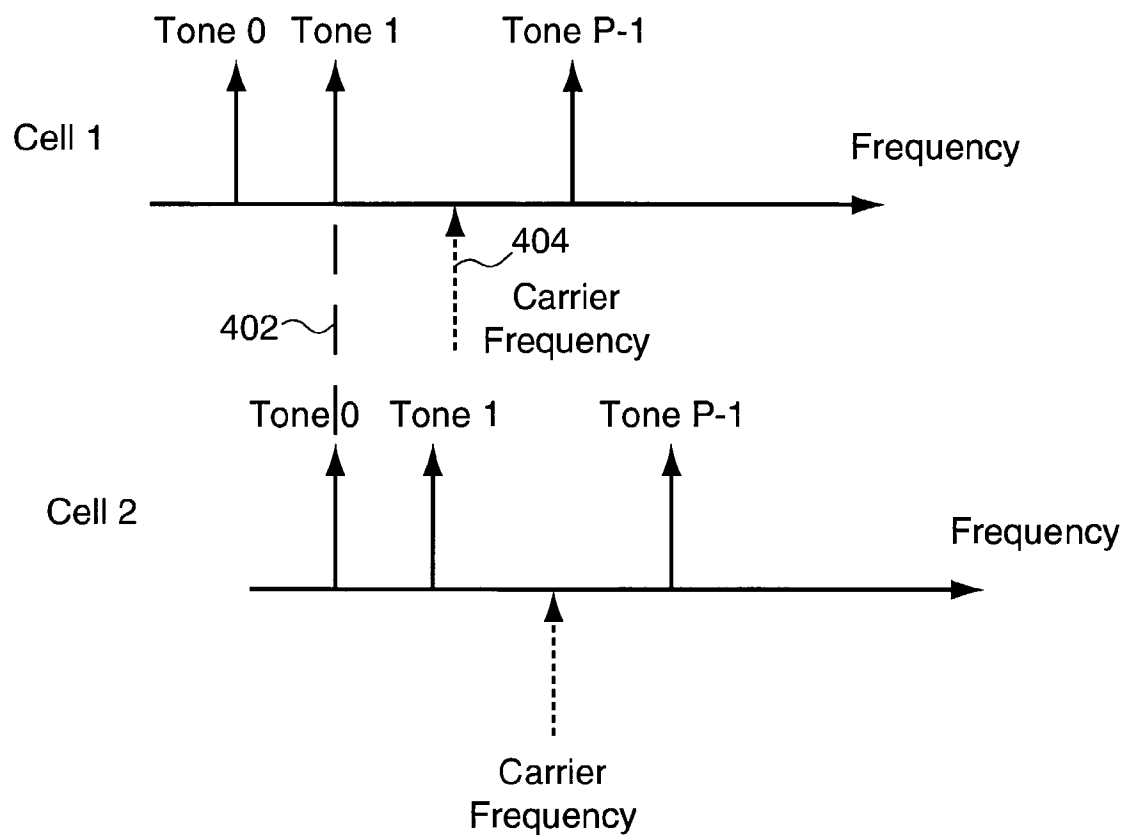 Tone 0 Tone 1 Tone P-1
Cell 1
Frequency
404
Carrier
Frequency
402
Tone 0 Tone 1 Tone P-1
Cell 2
Frequency
Carrier
Frequency